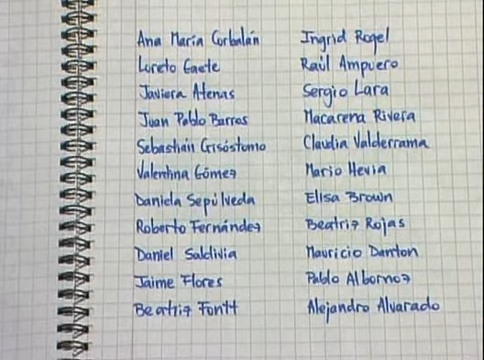 Ana María Corbalán
Loreto Gaete
Javiera Atenas
Juan Pablo Barros
Sebastián Crisóstomo
Valentina Gómez
Daniela Sepúlveda
Roberto Fernández
Daniel Saldivia
Jaime Flores
Beatriz Fontt
Ingrid Rogel
Raúl Ampuero
Sergio Lara
Macarena Rivera
Claudia Valderrama
Mario Hevia
Elisa Brown
Beatriz Rojas
Mauricio Danton
Pablo Albornoz
Alejandro Alvarado